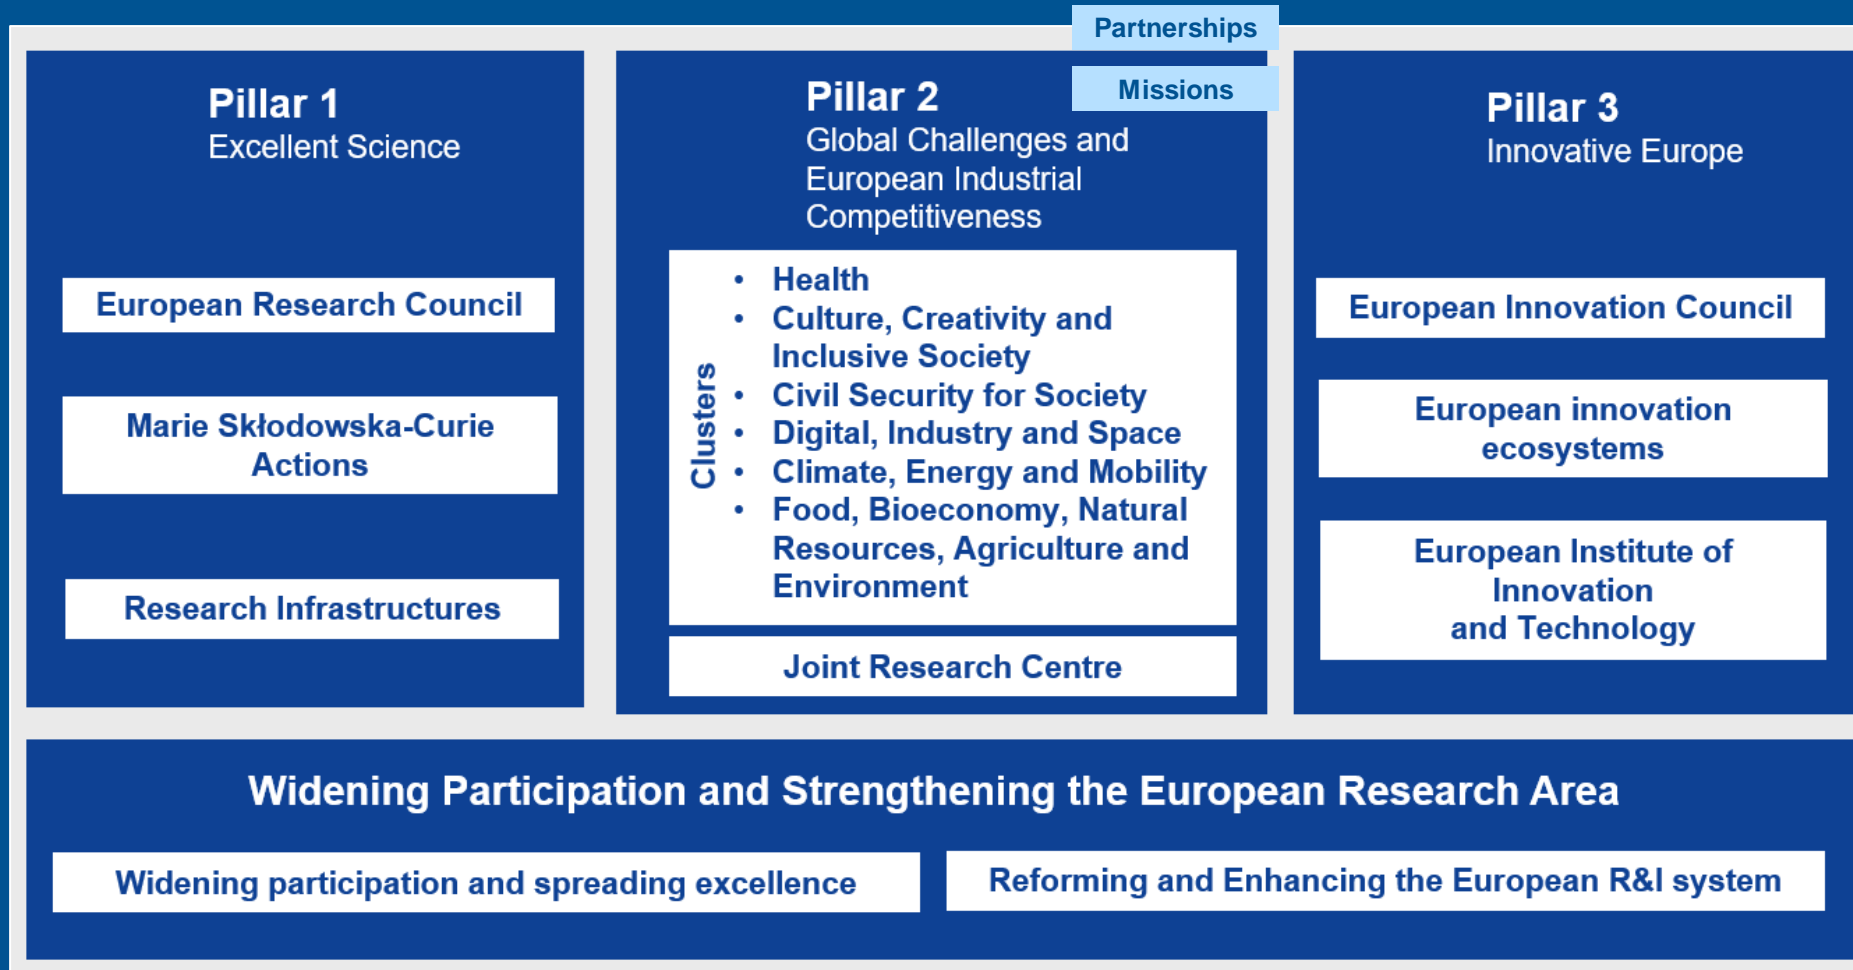 Partnerships
Missions
Pillar 1
Excellent Science
European Research Council
Marie Skłodowska-Curie
Actions
Research Infrastructures
Pillar 2
Global Challenges and
European Industrial
Competitiveness
Clusters
• Health
• Culture, Creativity and
Inclusive Society
• Civil Security for Society
• Digital, Industry and Space
• Climate, Energy and Mobility
• Food, Bioeconomy, Natural
Resources, Agriculture and
Environment
Joint Research Centre
Pillar 3
Innovative Europe
European Innovation Council
European innovation
ecosystems
European Institute of
Innovation
and Technology
Widening Participation and Strengthening the European Research Area
Widening participation and spreading excellence
Reforming and Enhancing the European R&I system